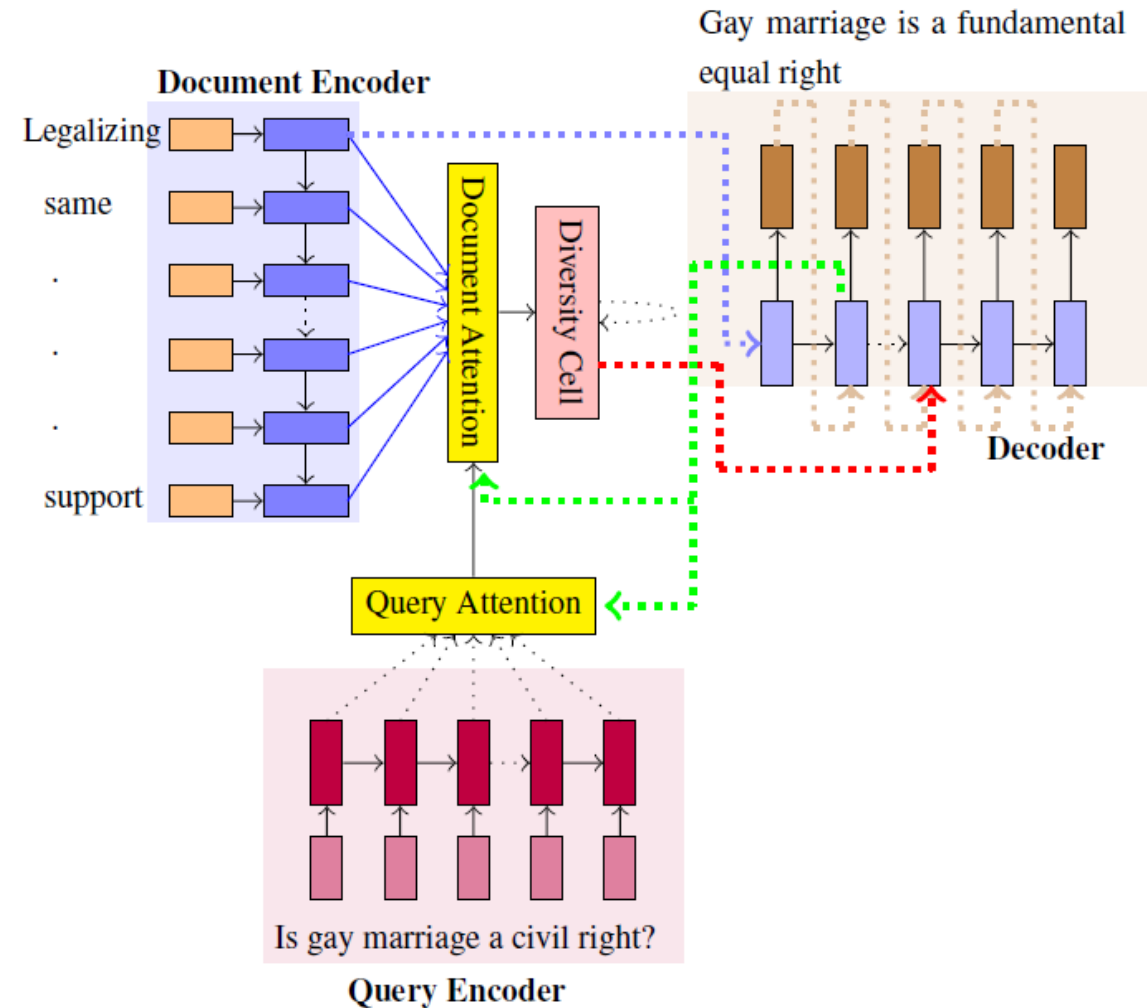 Gay marriage is a fundamental
equal right
Document Encoder
Legalizing
same
.
.
.
support
Document Attention
Diversity Cell
Decoder
Query Attention
Is gay marriage a civil right?
Query Encoder